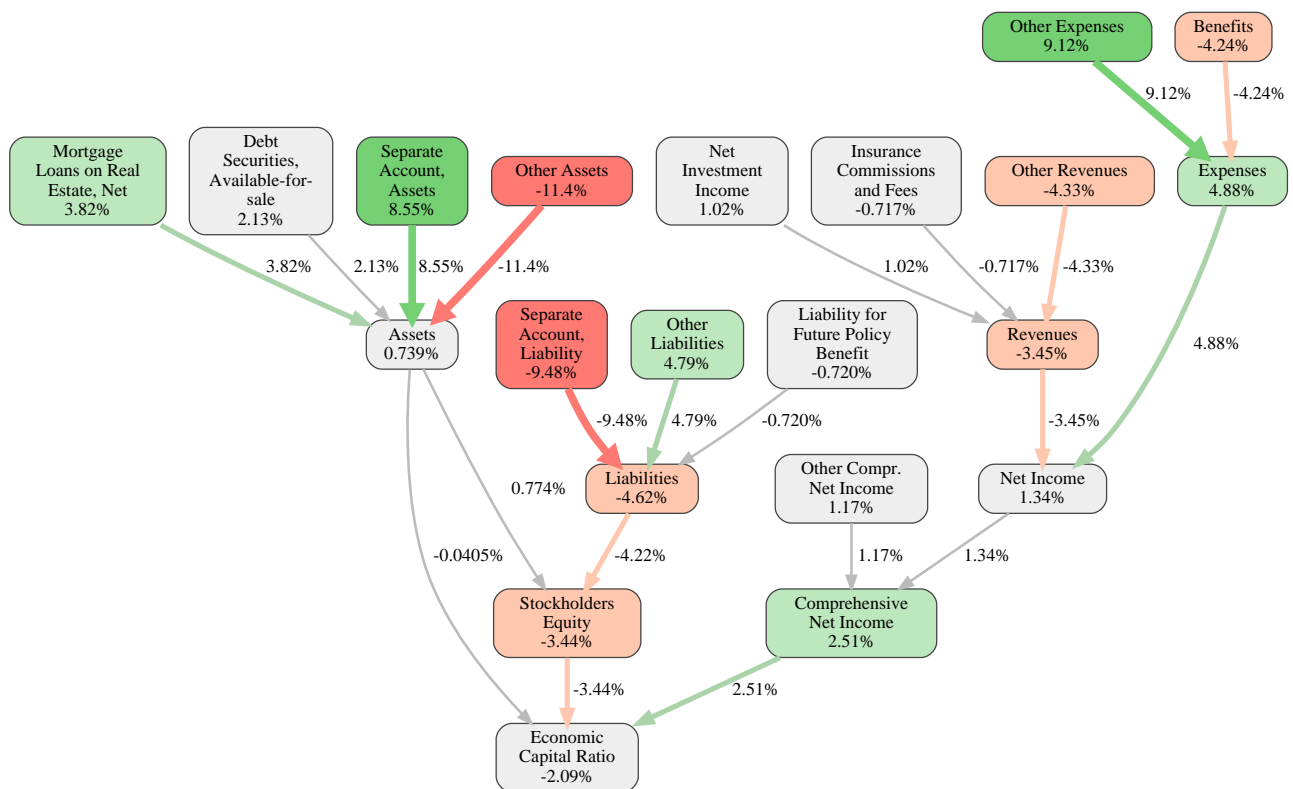 Other Expenses
9.12%
Benefits
-4.24%
9.12%
-4.24%
Mortgage
Loans on Real
Estate, Net
3.82%
Debt
Securities,
Available-for-
sale
2.13%
Separate
Account,
Assets
8.55%
Other Assets
-11.4%
Net
Investment
Income
1.02%
Insurance
Commissions
and Fees
-0.717%
Other Revenues
-4.33%
Expenses
4.88%
3.82%
2.13%
8.55%
-11.4%
1.02%
-0.717%
-4.33%
Assets
0.739%
Separate
Account,
Liability
-9.48%
Other
Liabilities
4.79%
Liability for
Future Policy
Benefit
-0.720%
Revenues
-3.45%
4.88%
-9.48%
4.79%
-0.720%
-3.45%
0.774%
Liabilities
-4.62%
Other Compr.
Net Income
1.17%
Net Income
1.34%
-0.0405%
-4.22%
1.17%
1.34%
Stockholders
Equity
-3.44%
Comprehensive
Net Income
2.51%
-3.44%
2.51%
Economic
Capital Ratio
-2.09%